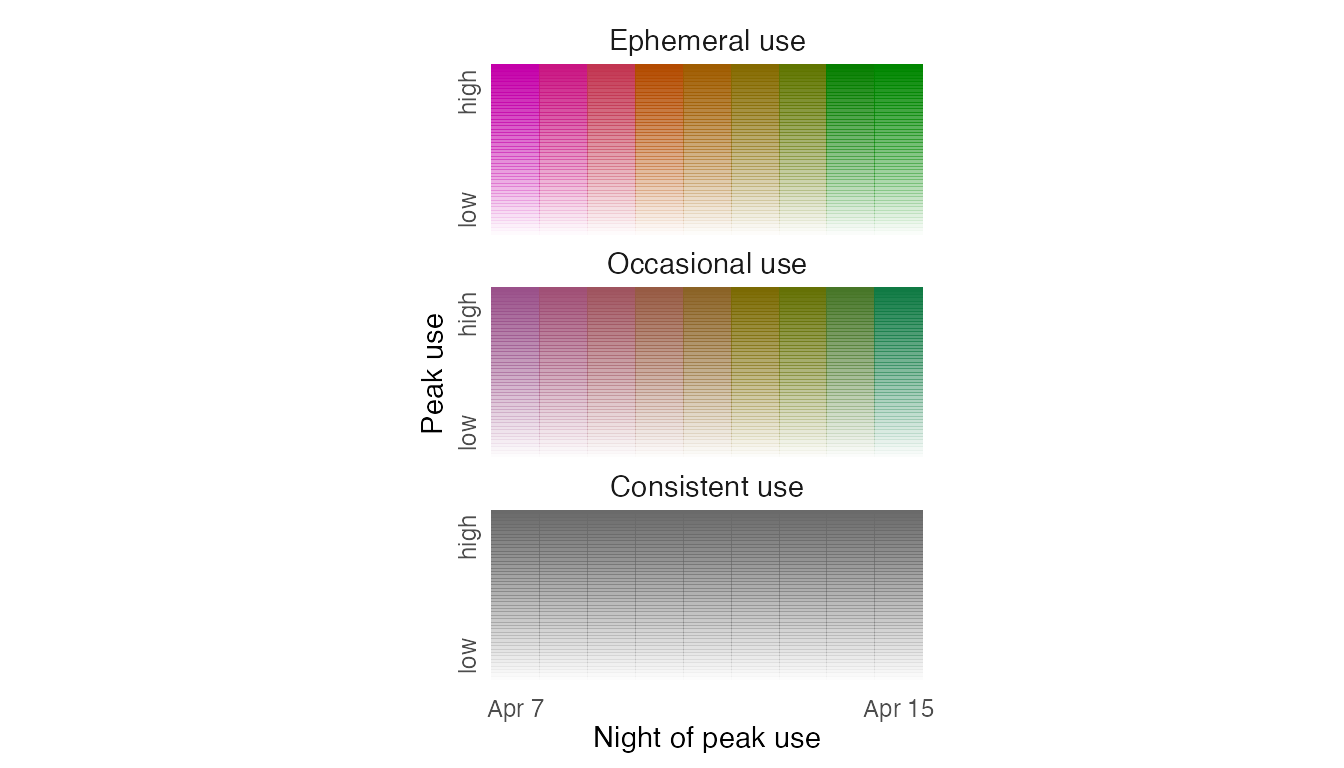 Ephemeral use
high
low
Occasional use
high
Peak use
low
Consistent use
high
low
Apr 7
Apr 15
Night of peak use